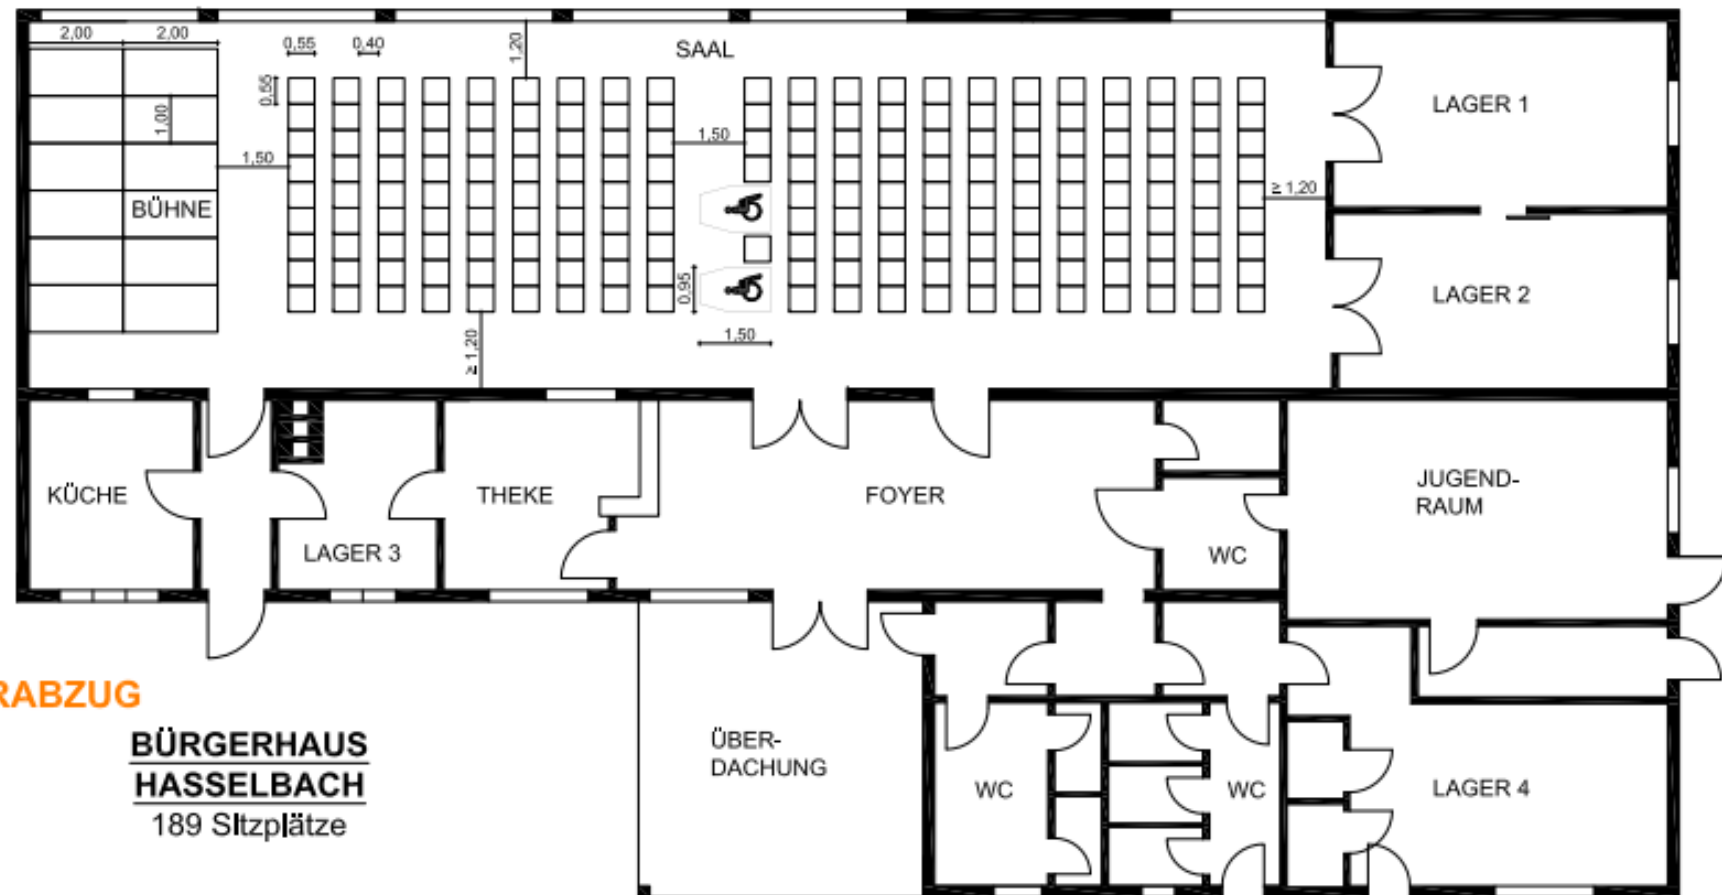 2,00 2,00
0,55 0,40
1,20
SAAL
0,55
1,00
1,50
1,50
LAGER 1
≥ 1,20
BÜHNE
0,95
LAGER 2
1,50
≥ 1,20
KÜCHE
LAGER 3
THEKE
FOYER
WC
JUGEND-
RAUM
RABZUG
BÜRGERHAUS
HASSELBACH
189 SItzplätze
ÜBER-
DACHUNG
WC
WC
LAGER 4